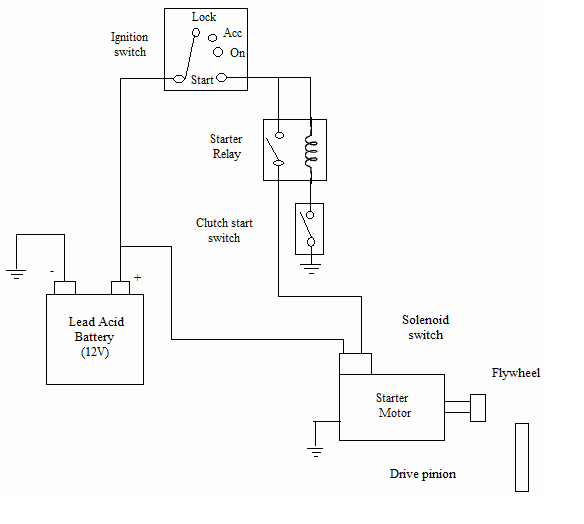 Lock
Ignition
switch
Acc
On
Start
Starter
Relay
Clutch start
switch
-
+
Lead Acid
Battery
(12V)
Solenoid
switch
Flywheel
Starter
Motor
Drive pinion